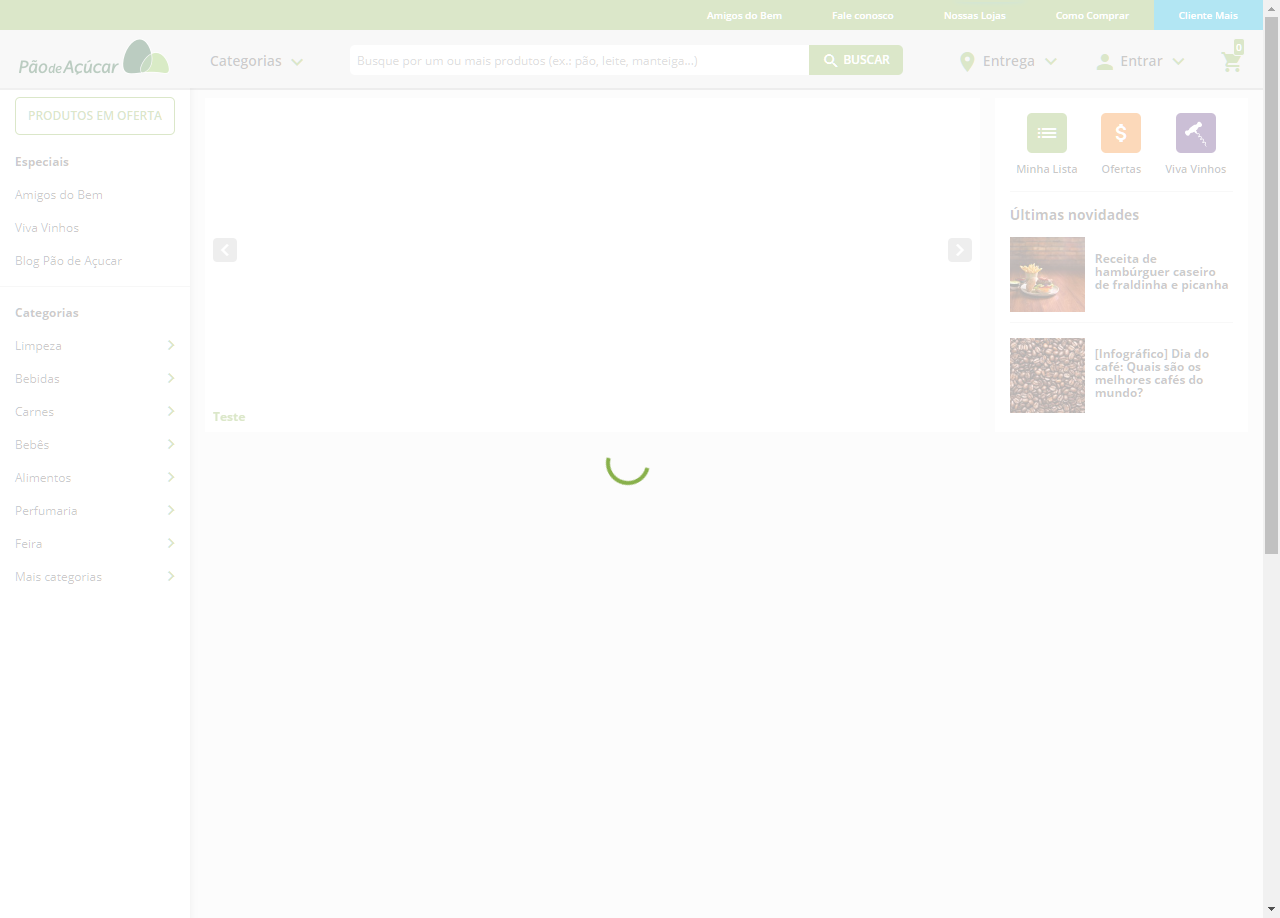 Amigos do Bem
Fale conosco
Nossas Lojas
Como Comprar
Cliente Mais
Pão de Açúcar
Categorias
Busque por um ou mais produtos (ex.: pão, leite, manteiga...)
BUSCAR
Entrega
Entrar
0
PRODUTOS EM OFERTA
Especiais
Amigos do Bem
Viva Vinhos
Blog Pão de Açucar
Categorias
Limpeza
Bebidas
Carnes
Bebês
Alimentos
Perfumaria
Feira
Mais categorias
Teste
Minha Lista
Ofertas
Viva Vinhos
Últimas novidades
Receita de
hambúrguer caseiro
de fraldinha e picanha
[Infográfico] Dia do
café: Quais são os
melhores cafés do
mundo?